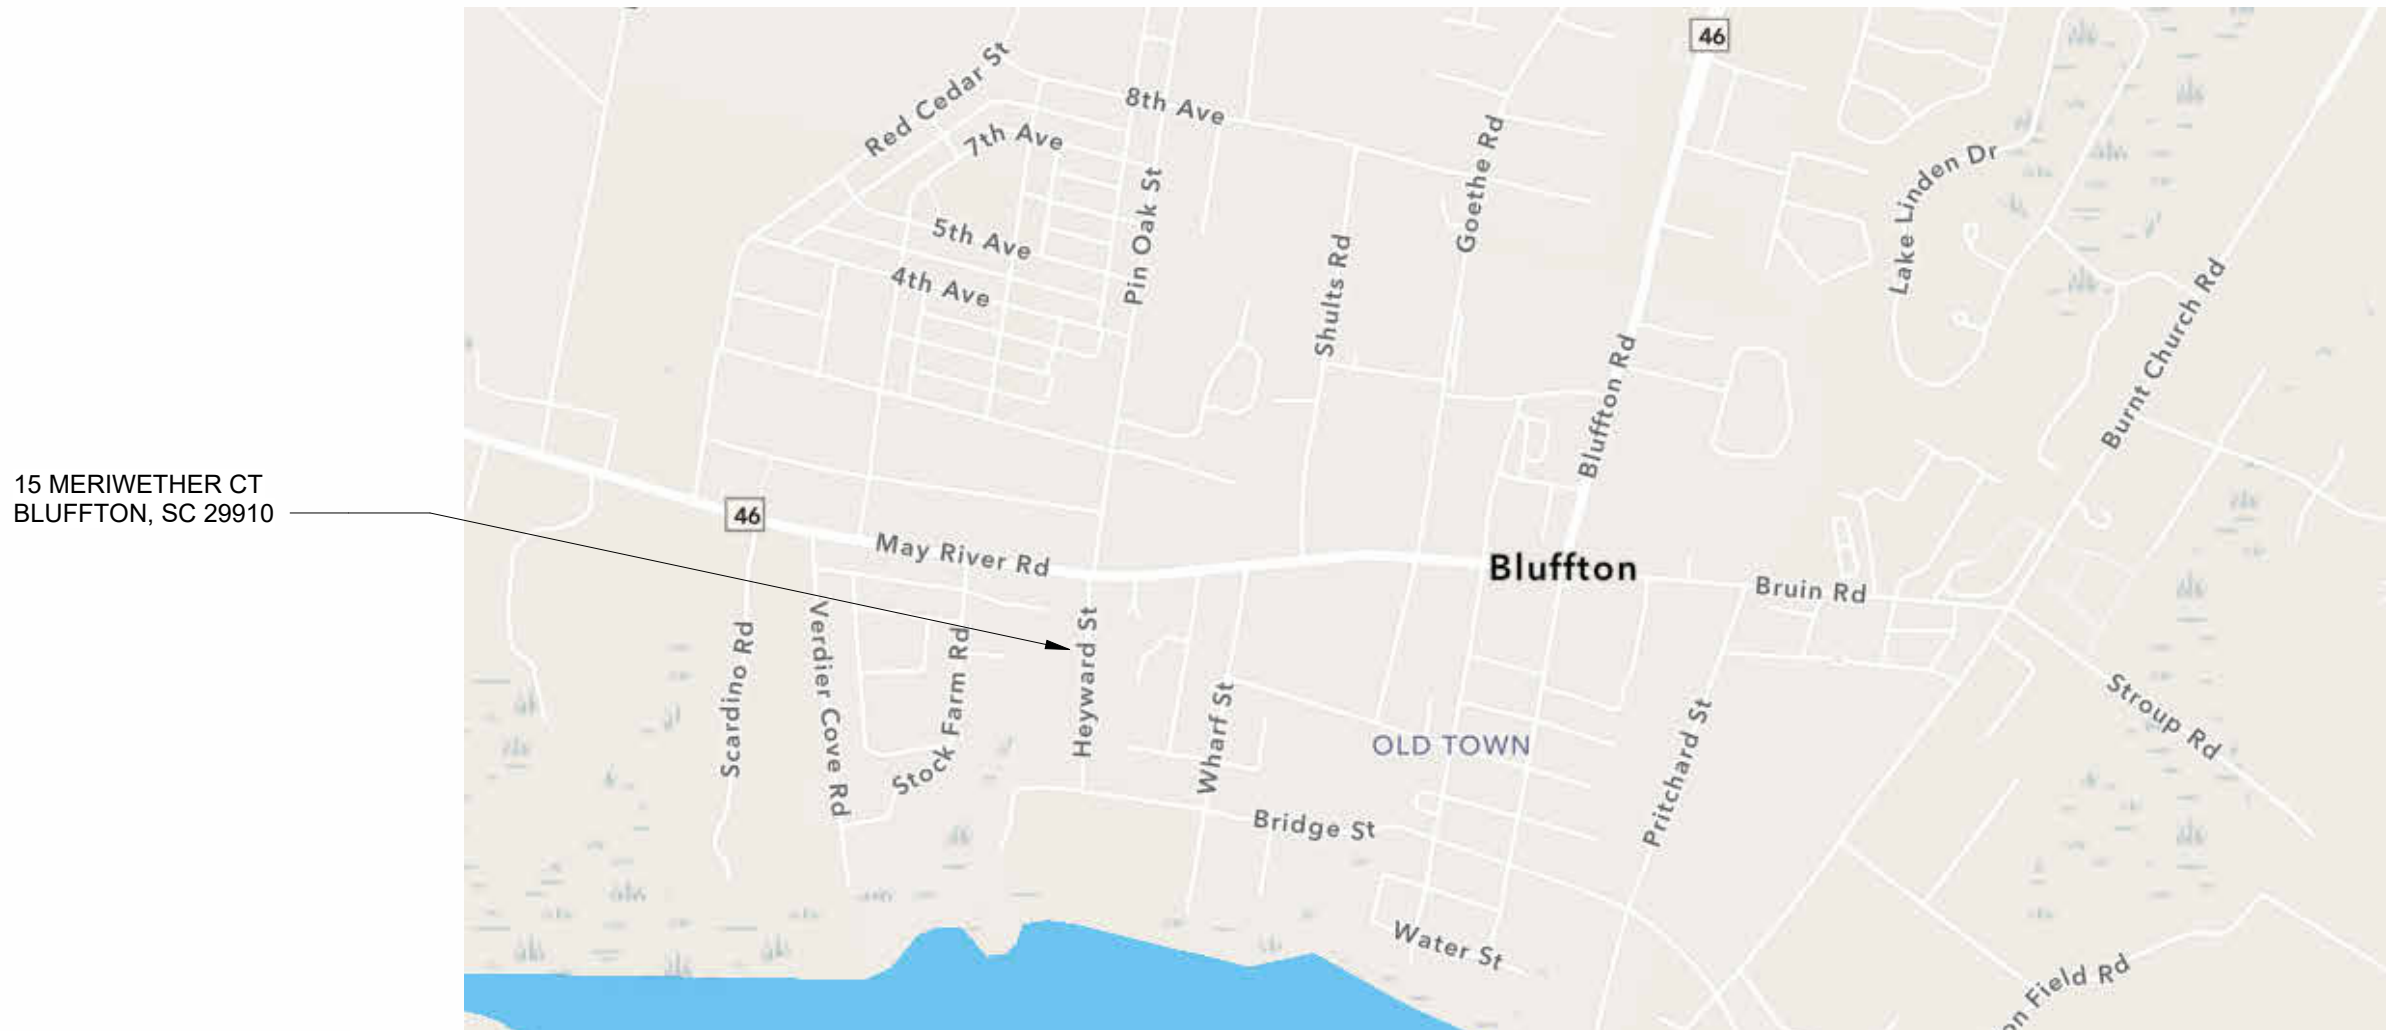 46
Red Cedar St
8th Ave
7th Ave
Goethe Rd
Lake Linden Dr
Pin Oak St
5th Ave
4th Ave
Shults Rd
Burnt Church Rd
Bluffton Rd
15 MERIWETHER CT
BLUFFTON, SC 29910
46
May River Rd
Bluffton
Bruin Rd
Scardino Rd
Verdier Cove Rd
Stock Farm Rd
Heyward St
Wharf St
OLD TOWN
Pritchard St
Stroup Rd
Bridge St
Water St
on Field Rd